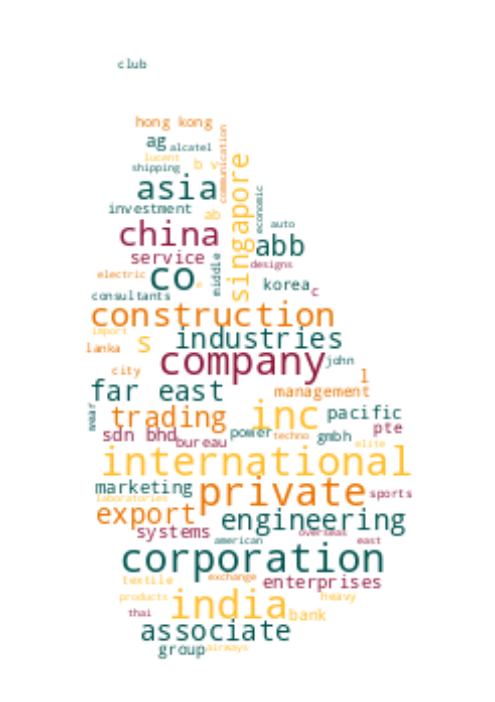 club
hong kong
ag
alcatel
lucent
communication
shipping
b v
singapore
asia
economic
investment
ab
auto
china
abb
service
middle
designs
electric
co
korea
c
consultants
e
construction
import
s
industries
lanka
company
john
city
l
far east
management
trading
inc
pacific
sdn bhd
bureau
power
techno
gmbh
pte
elite
international
marketing
private
sports
laboratories
export
engineering
systems
overseas
american
east
corporation
textile
exchange
enterprises
products
india
heavy
thai
bank
associate
group
airways